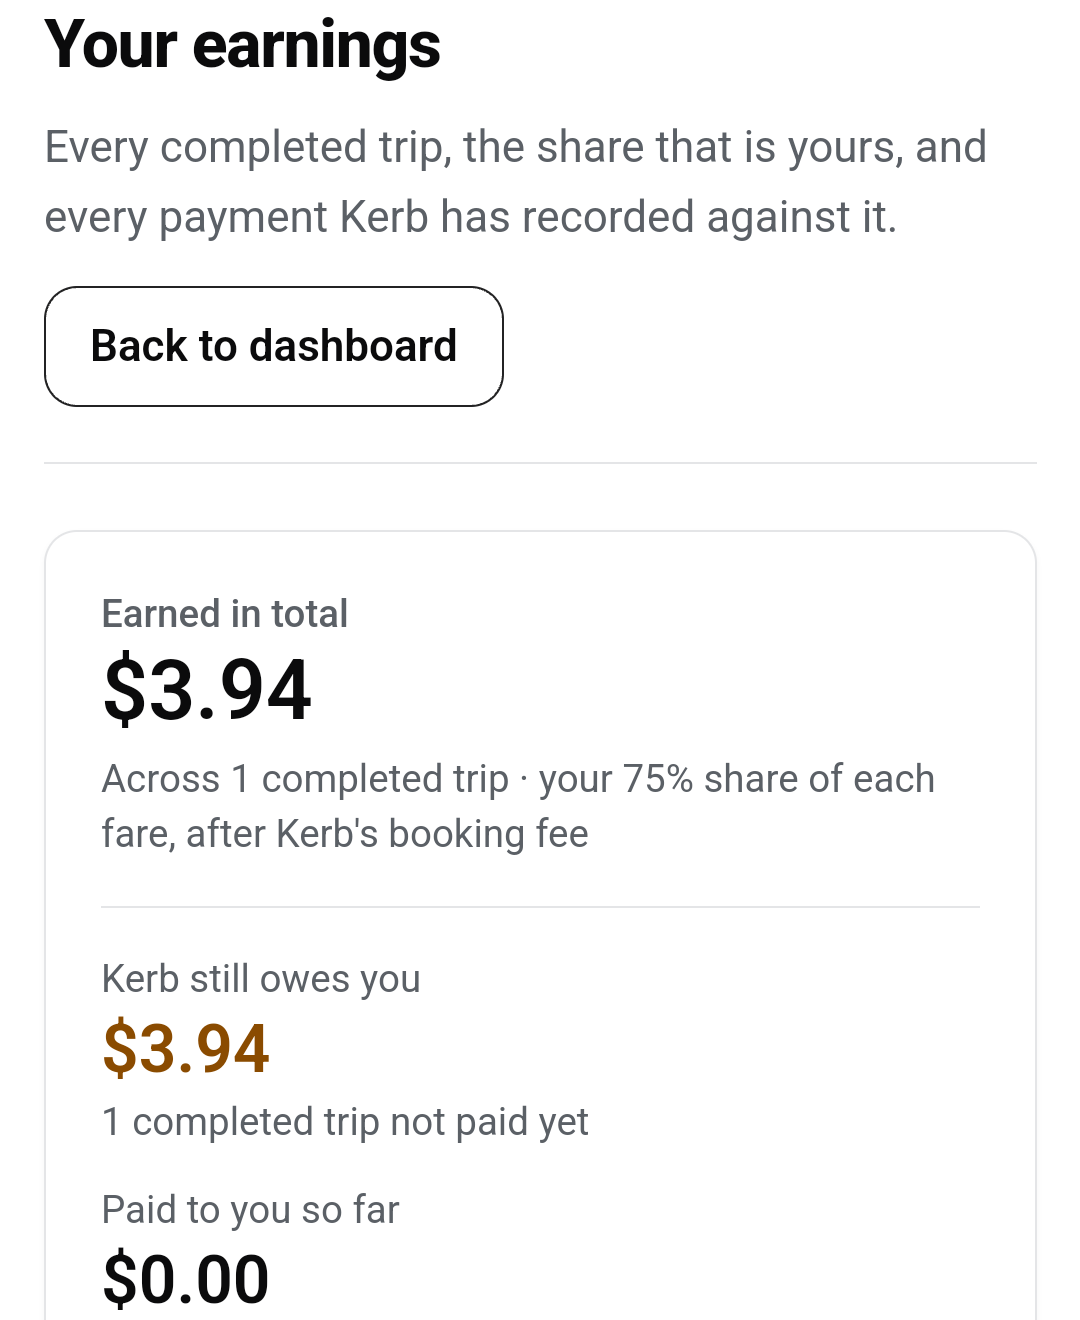 Your earnings
Every completed trip, the share that is yours, and
every payment Kerb has recorded against it.
Back to dashboard
Earned in total
$3.94
Across 1 completed trip · your 75% share of each
fare, after Kerb's booking fee
Kerb still owes you
$3.94
1 completed trip not paid yet
Paid to you so far
$0.00